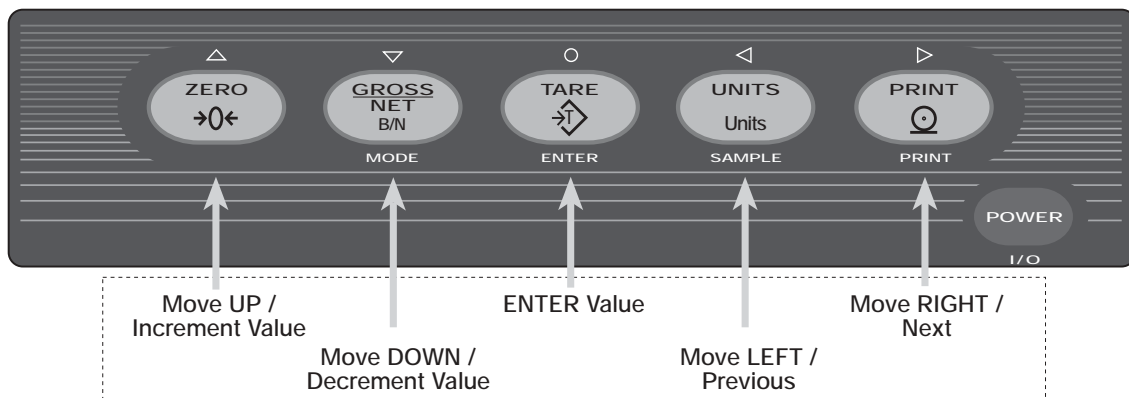 ZERO
→0←
GROSS
NET
B/N
MODE
TARE
T
ENTER
UNITS
Units
SAMPLE
PRINT
PRINT
POWER
I/O
Move UP /
Increment Value
Move DOWN /
Decrement Value
ENTER Value
Move LEFT /
Previous
Move RIGHT /
Next